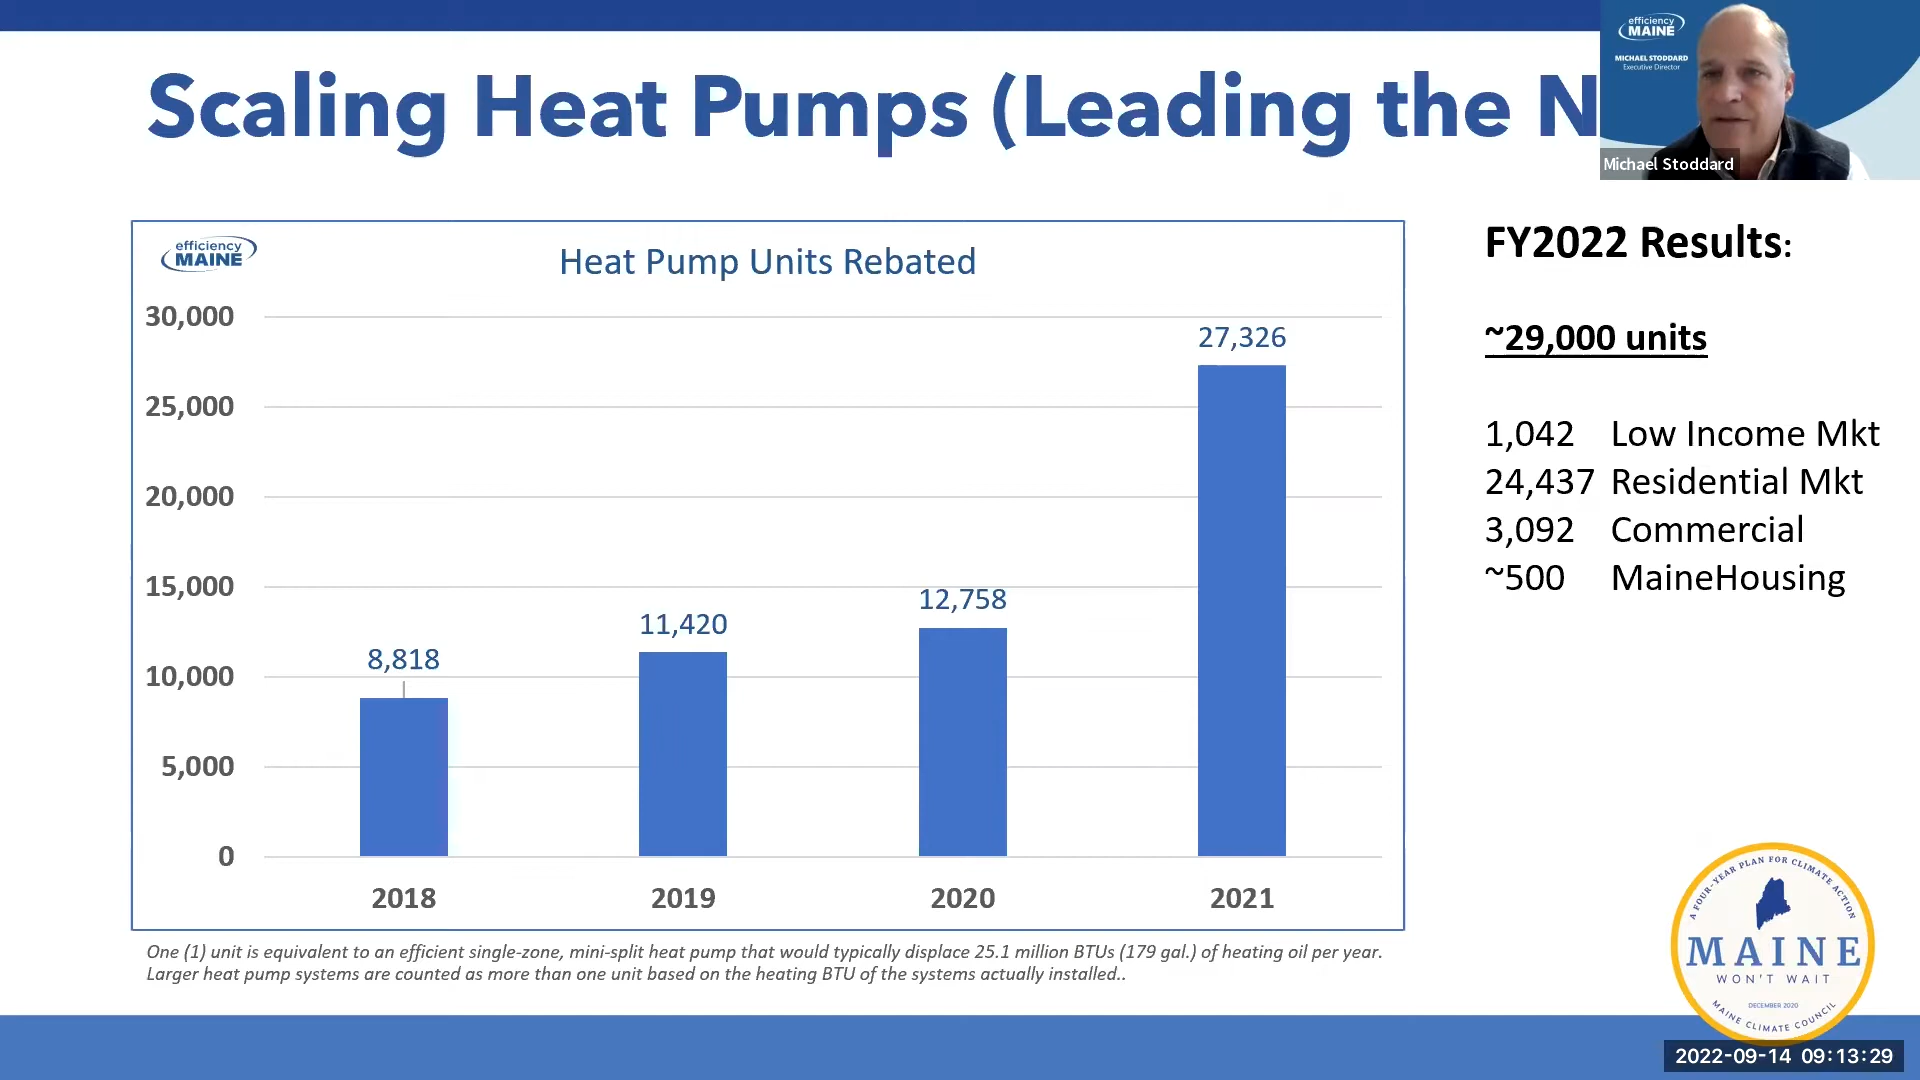 Scaling Heat Pumps (Leading the N
efficiency
MAINE
MICHAEL STODDARD
Executive Director
Michael Stoddard
efficiency
MAINE
Heat Pump Units Rebated
30,000
25,000
20,000
15,000
10,000
5,000
0
8,818
11,420
12,758
27,326
2018
2019
2020
2021
One (1) unit is equivalent to an efficient single-zone, mini-split heat pump that would typically displace 25.1 million BTUs (179 gal.) of heating oil per year.
Larger heat pump systems are counted as more than one unit based on the heating BTU of the systems actually installed..
FY2022 Results:
~29,000 units
1,042 Low Income Mkt
24,437 Residential Mkt
3,092 Commercial
~500 MaineHousing
A FOUR-YEAR PLAN FOR CLIMATE ACTION
MAINE
WON'T WAIT
DECEMBER 2020
MAINE CLIMATE COUNCIL
2022-09-14 09:13:29